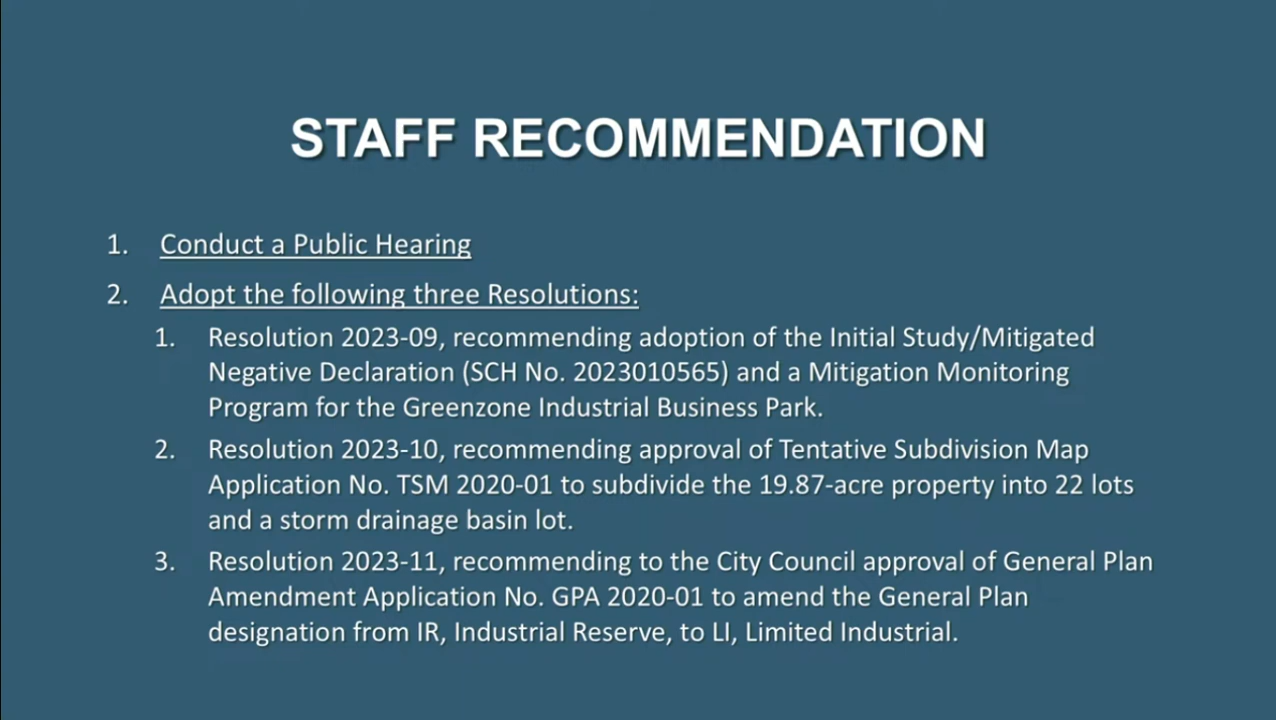 STAFF RECOMMENDATION
1. Conduct a Public Hearing
2. Adopt the following three Resolutions:
1. Resolution 2023-09, recommending adoption of the Initial Study/Mitigated
Negative Declaration (SCH No. 2023010565) and a Mitigation Monitoring
Program for the Greenzone Industrial Business Park.
2. Resolution 2023-10, recommending approval of Tentative Subdivision Map
Application No. TSM 2020-01 to subdivide the 19.87-acre property into 22 lots
and a storm drainage basin lot.
3. Resolution 2023-11, recommending to the City Council approval of General Plan
Amendment Application No. GPA 2020-01 to amend the General Plan
designation from IR, Industrial Reserve, to LI, Limited Industrial.